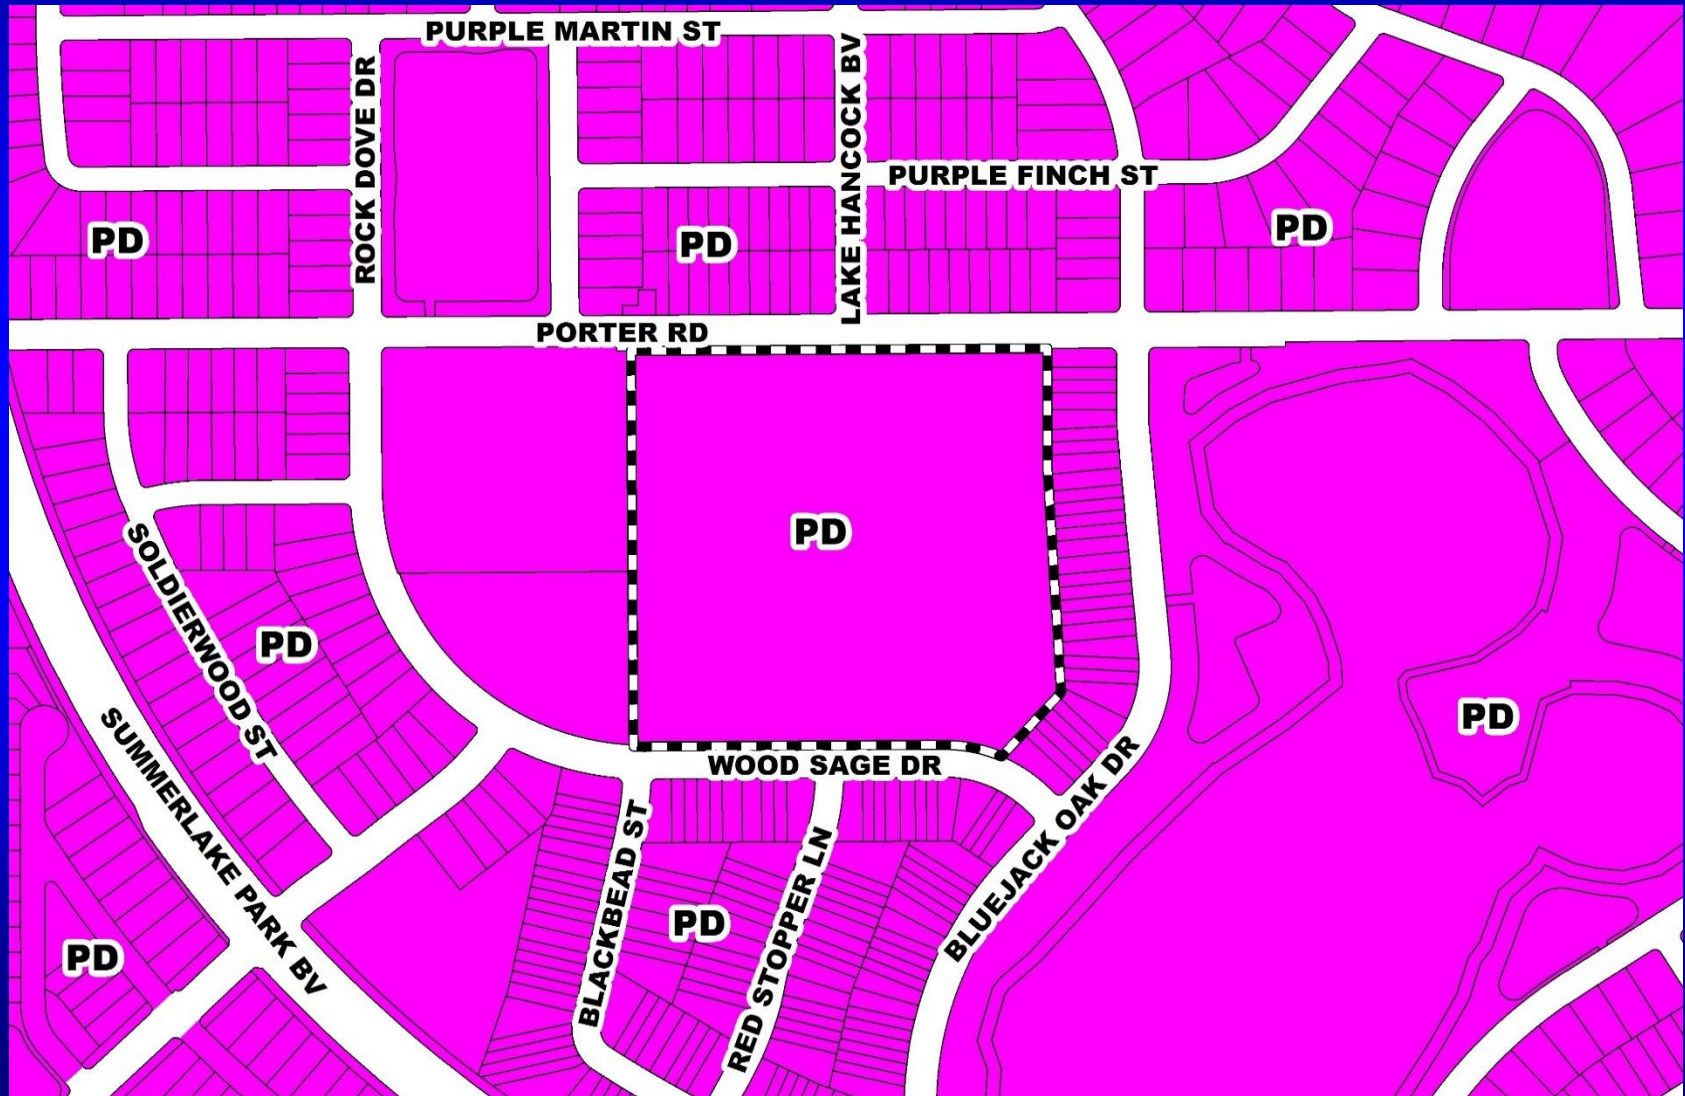 PURPLE MARTIN ST
ROCK DOVE DR
LAKE HANCOCK BV
PURPLE FINCH ST
PD
PD
PD
PORTER RD
PD
SOLDIERWOOD ST
PD
SUMMERLAKE PARK BV
PD
WOOD SAGE DR
BLUEJACK OAK DR
BLACKBEAD ST
RED STOPPER LN
PD
PD